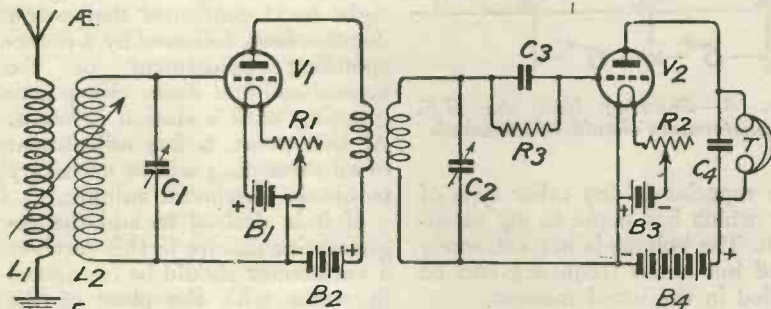 Æ.
V1
C3
V2
R1
R2
C4
T
R3
C1
C2
+ −
+ −
B1
B3
− +
− +
L1
L2
B2
B4
E